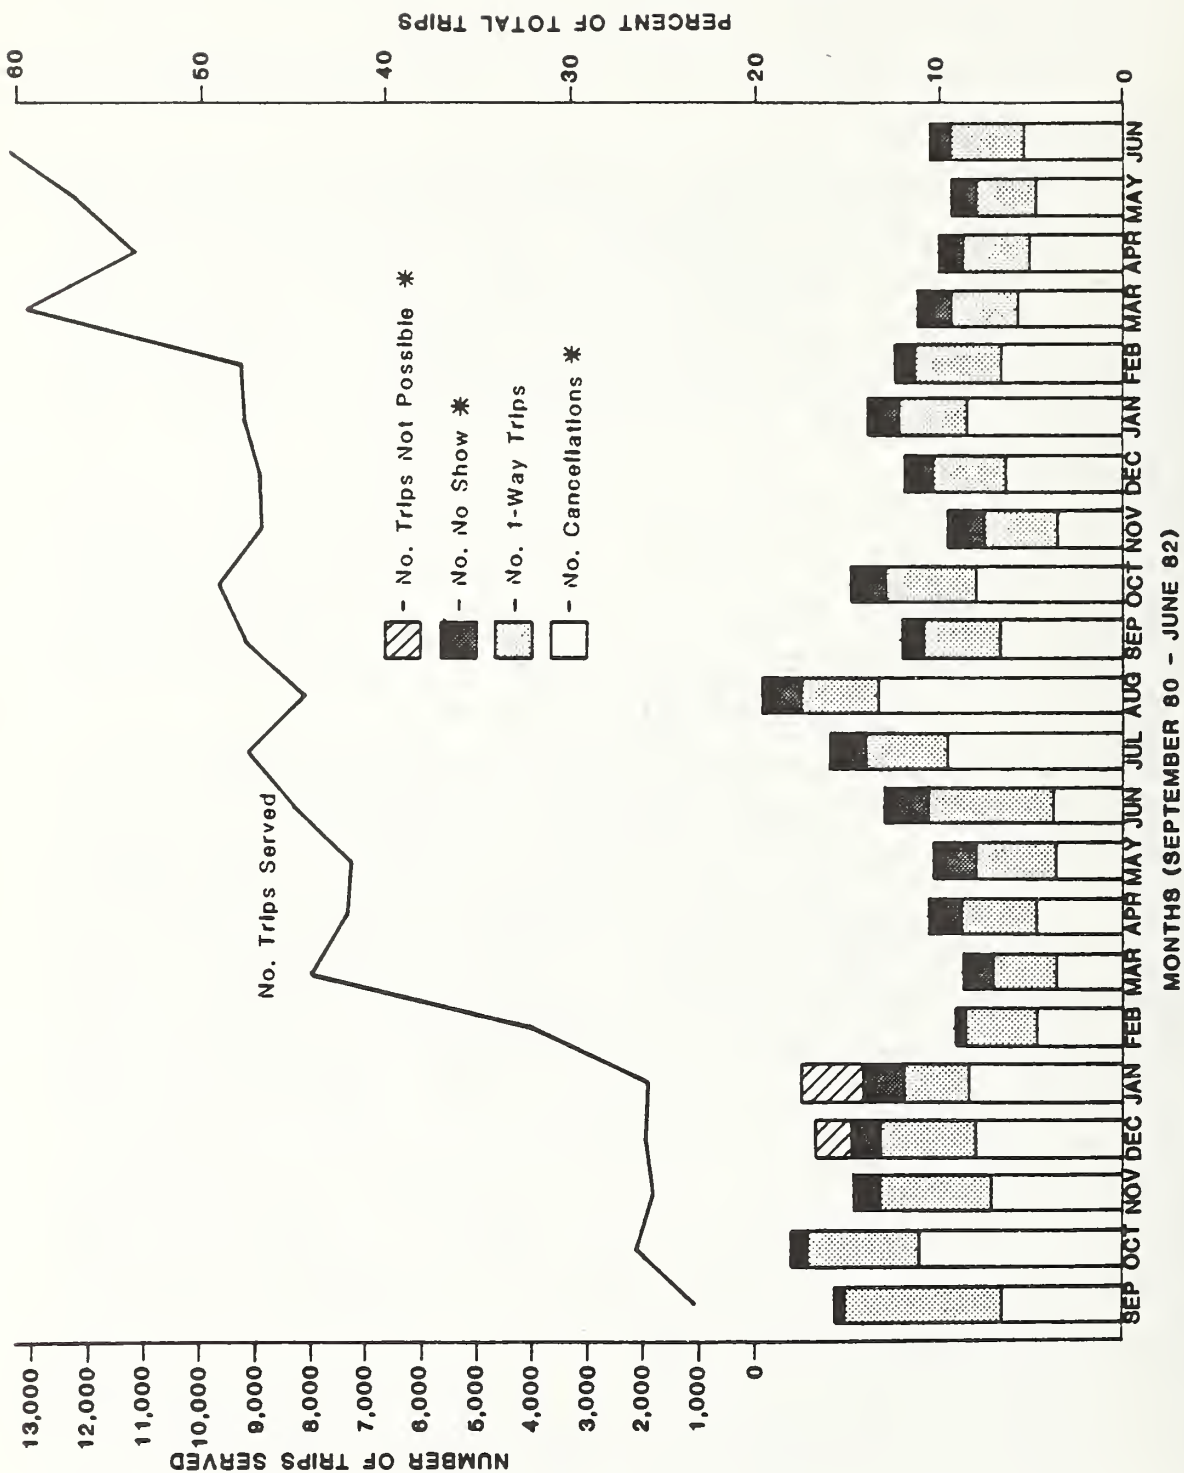 PERCENT OF TOTAL TRIPS
60
50
40
30
20
10
0
No. Trips Served
- No. Trips Not Possible *
- No. No Show *
- No. 1-Way Trips
- No. Cancellations *
13,000
12,000
11,000
10,000
9,000
8,000
7,000
6,000
5,000
4,000
3,000
2,000
1,000
0
NUMBER OF TRIPS SERVED
SEP OCT NOV DEC JAN FEB MAR APR MAY JUN JUL AUG SEP OCT NOV DEC JAN FEB MAR APR MAY JUN
MONTHS (SEPTEMBER 80 - JUNE 82)